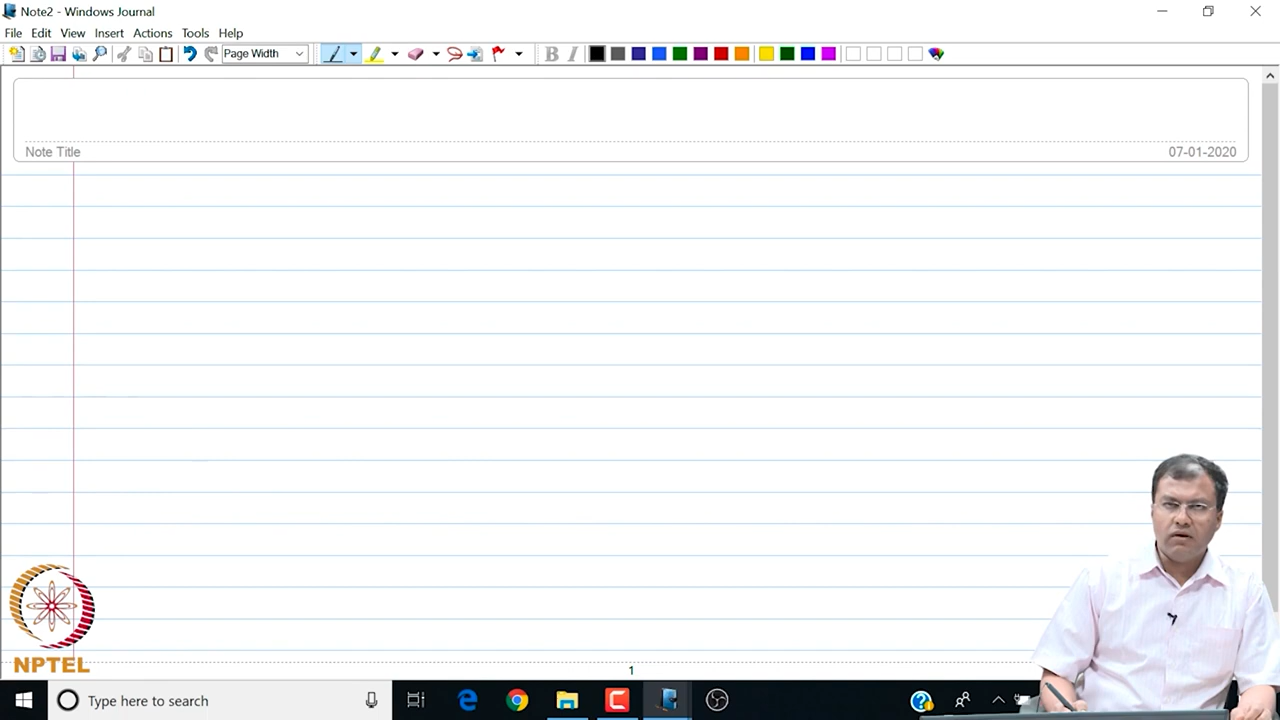 Note2 - Windows Journal
File Edit View Insert Actions Tools Help
Page Width B I
Note Title 07-01-2020
NPTEL
1
Type here to search